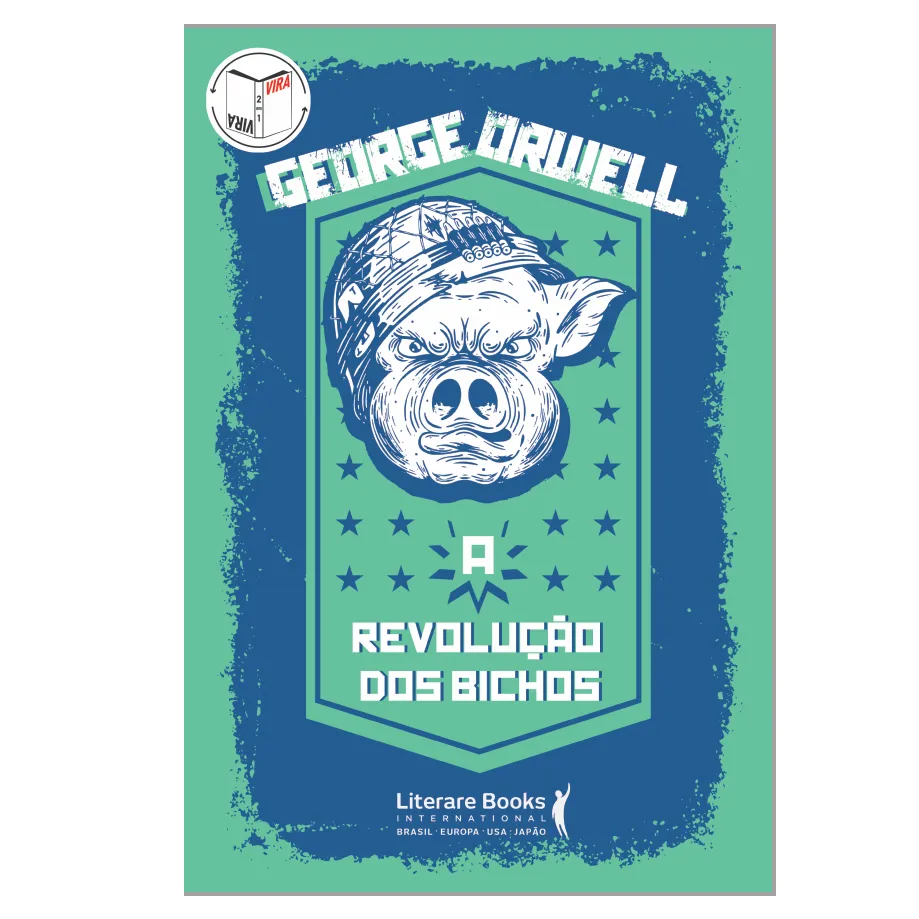 VIRA
2
1
VIRA
GEORGE ORWELL
A
REVOLUÇÃO
DOS BICHOS
Literare Books
INTERNATIONAL
BRASIL · EUROPA · USA · JAPÃO